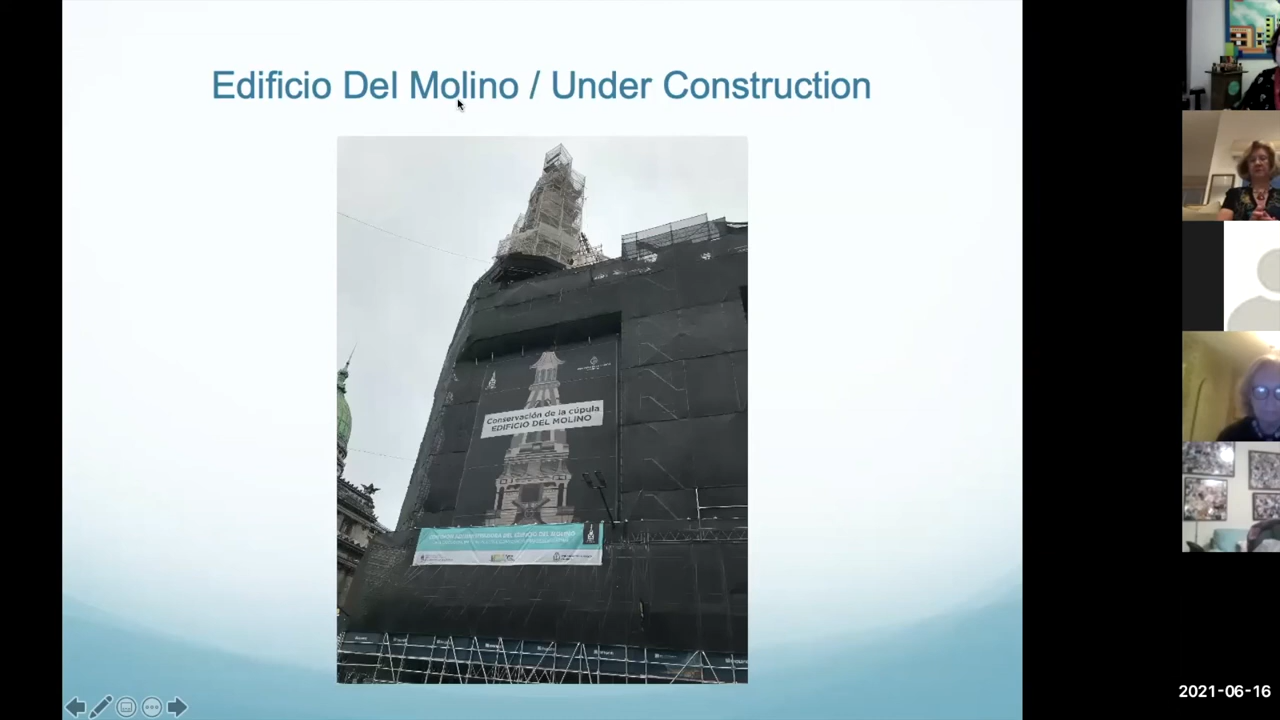 Edificio Del Molino / Under Construction
Conservación de la cúpula
EDIFICIO DEL MOLINO
2021-06-16